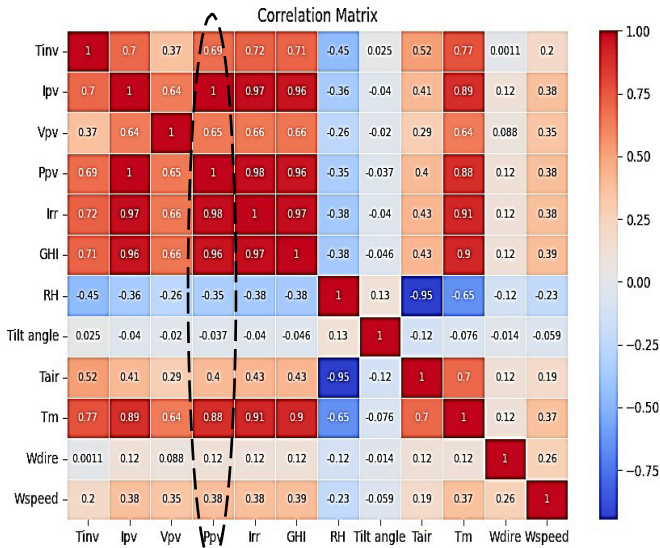 Correlation Matrix
Tinv 1 0.7 0.37 0.69 0.72 0.71 -0.45 0.025 0.52 0.77 0.0011 0.2
Ipv 0.7 1 0.64 1 0.97 0.96 -0.36 -0.04 0.41 0.89 0.12 0.38
Vpv 0.37 0.64 1 0.65 0.66 0.66 -0.26 -0.02 0.29 0.64 0.088 0.35
Ppv 0.69 1 0.65 1 0.98 0.96 -0.35 -0.037 0.4 0.88 0.12 0.38
Irr 0.72 0.97 0.66 0.98 1 0.97 -0.38 -0.04 0.43 0.91 0.12 0.38
GHI 0.71 0.96 0.66 0.96 0.97 1 -0.38 -0.046 0.43 0.9 0.12 0.39
RH -0.45 -0.36 -0.26 -0.35 -0.38 -0.38 1 0.13 -0.95 -0.65 -0.12 -0.23
Tilt angle 0.025 -0.04 -0.02 -0.037 -0.04 -0.046 0.13 1 -0.12 -0.076 -0.014 -0.059
Tair 0.52 0.41 0.29 0.4 0.43 0.43 -0.95 -0.12 1 0.7 0.12 0.19
Tm 0.77 0.89 0.64 0.88 0.91 0.9 -0.65 -0.076 0.7 1 0.12 0.37
Wdire 0.0011 0.12 0.088 0.12 0.12 0.12 -0.12 -0.014 0.12 0.12 1 0.26
Wspeed 0.2 0.38 0.35 0.38 0.38 0.39 -0.23 -0.059 0.19 0.37 0.26 1
Tinv Ipv Vpv Ppv Irr GHI RH Tilt angle Tair Tm Wdire Wspeed
1.00
0.75
0.50
0.25
0.00
-0.25
-0.50
-0.75